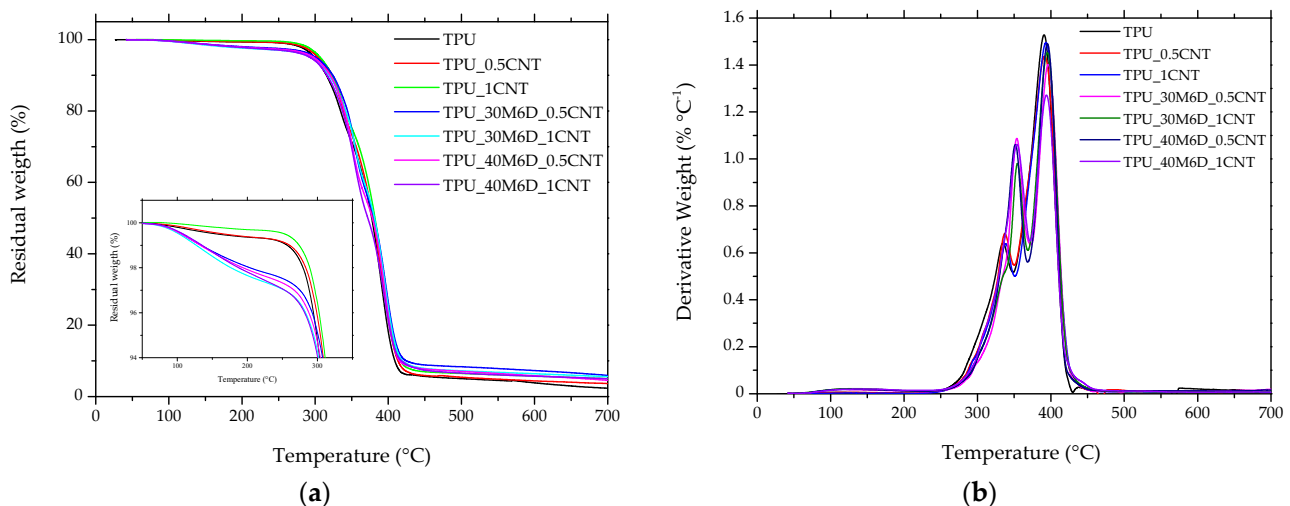 100
80
60
40
20
0
Residual weigth (%)
TPU
TPU_0.5CNT
TPU_1CNT
TPU_30M6D_0.5CNT
TPU_30M6D_1CNT
TPU_40M6D_0.5CNT
TPU_40M6D_1CNT
100
98
96
94
Residual weigth (%)
100 200 300
Temperature (°C)
0 100 200 300 400 500 600 700
Temperature (°C)
(a)
1.6
1.4
1.2
1.0
0.8
0.6
0.4
0.2
0
Derivative Weight (% °C⁻¹)
TPU
TPU_0.5CNT
TPU_1CNT
TPU_30M6D_0.5CNT
TPU_30M6D_1CNT
TPU_40M6D_0.5CNT
TPU_40M6D_1CNT
0 100 200 300 400 500 600 700
Temperature (°C)
(b)